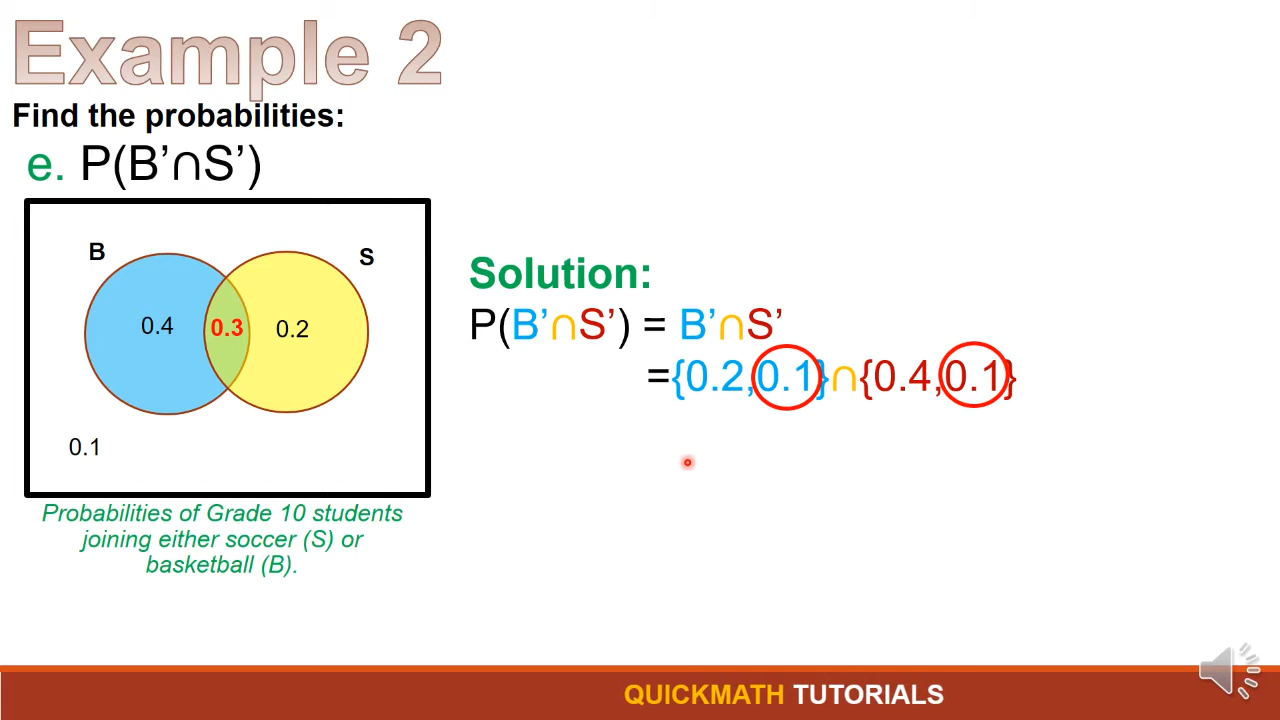 Example 2
Find the probabilities:
e. P(B’∩S’)
B
S
0.4
0.3
0.2
0.1
Probabilities of Grade 10 students
joining either soccer (S) or
basketball (B).
Solution:
P(B’∩S’) = B’∩S’
={0.2,0.1}∩{0.4,0.1}
QUICKMATH TUTORIALS